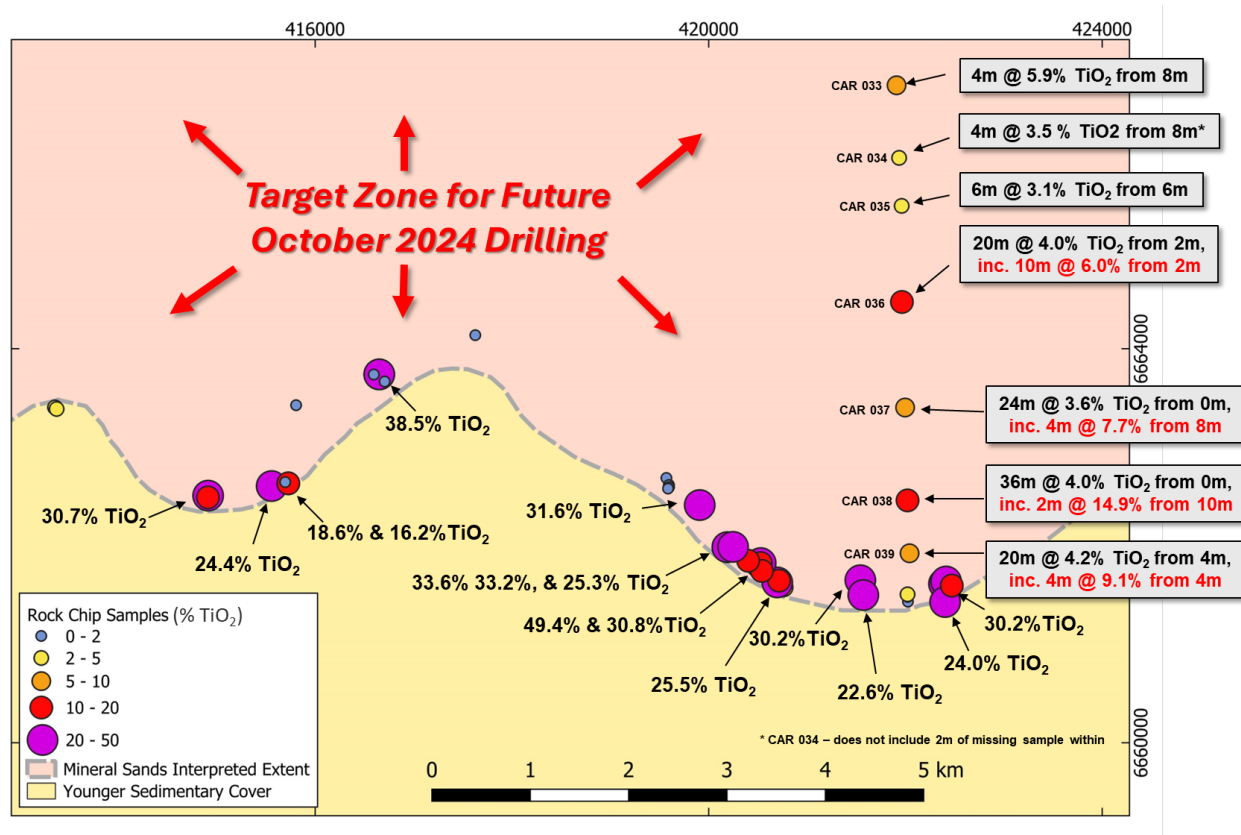 416000
420000
424000
CAR 033
4m @ 5.9% TiO₂ from 8m
CAR 034
4m @ 3.5 % TiO2 from 8m*
CAR 035
6m @ 3.1% TiO₂ from 6m
Target Zone for Future
October 2024 Drilling
20m @ 4.0% TiO₂ from 2m,
inc. 10m @ 6.0% from 2m
CAR 036
6664000
CAR 037
24m @ 3.6% TiO₂ from 0m,
inc. 4m @ 7.7% from 8m
38.5% TiO₂
CAR 038
36m @ 4.0% TiO₂ from 0m,
inc. 2m @ 14.9% from 10m
30.7% TiO₂
18.6% & 16.2%TiO₂
31.6% TiO₂
24.4% TiO₂
CAR 039
20m @ 4.2% TiO₂ from 4m,
inc. 4m @ 9.1% from 4m
33.6% 33.2%, & 25.3% TiO₂
49.4% & 30.8%TiO₂
30.2%TiO₂
30.2%TiO₂
24.0% TiO₂
25.5% TiO₂
22.6% TiO₂
Rock Chip Samples (% TiO₂)
0 - 2
2 - 5
5 - 10
10 - 20
20 - 50
Mineral Sands Interpreted Extent
Younger Sedimentary Cover
* CAR 034 – does not include 2m of missing sample within
6660000
0 1 2 3 4 5 km